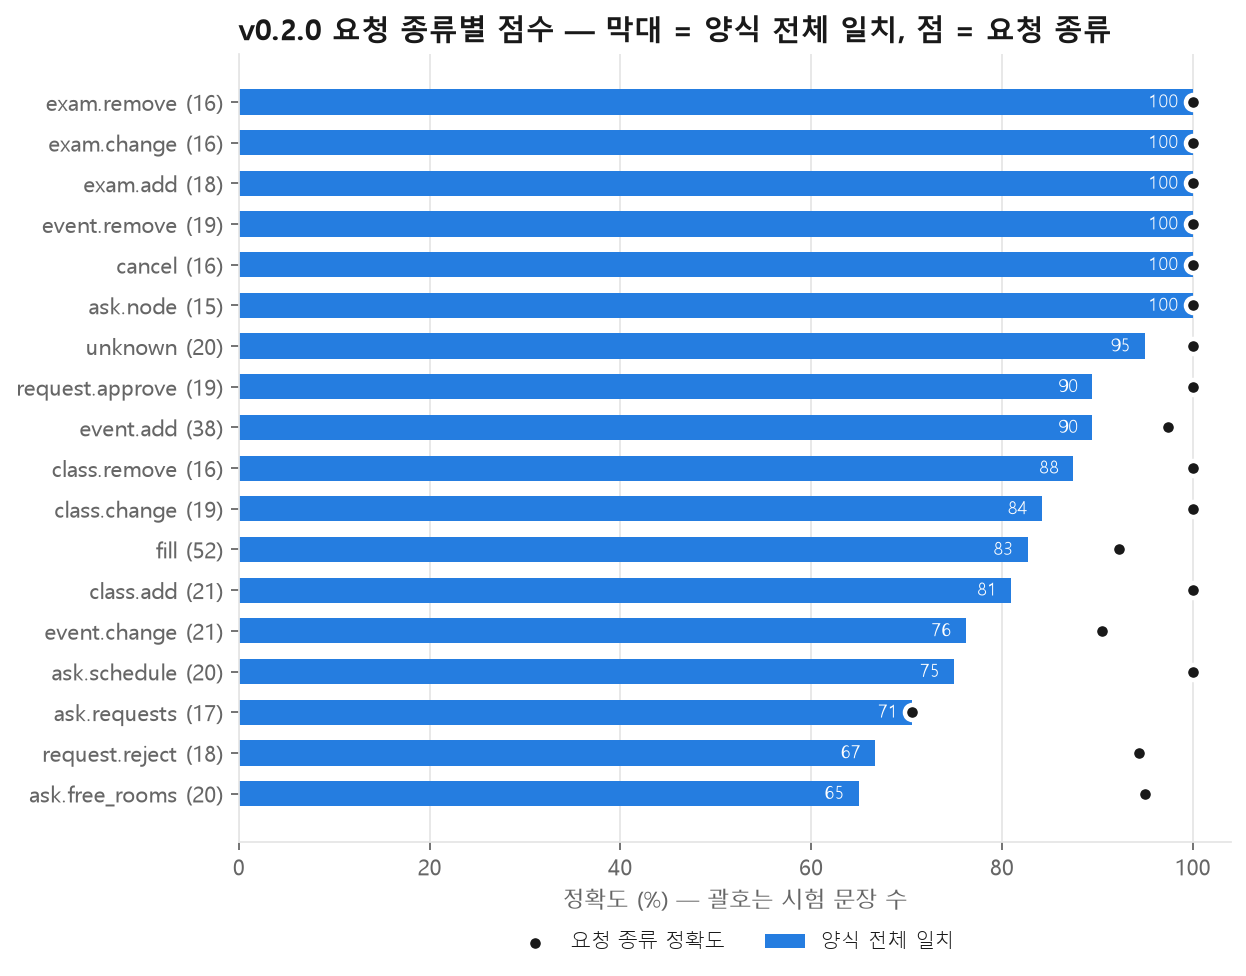 v0.2.0 요청 종류별 점수 — 막대 = 양식 전체 일치, 점 = 요청 종류
exam.remove (16) 100
exam.change (16) 100
exam.add (18) 100
event.remove (19) 100
cancel (16) 100
ask.node (15) 100
unknown (20) 95
request.approve (19) 90
event.add (38) 90
class.remove (16) 88
class.change (19) 84
fill (52) 83
class.add (21) 81
event.change (21) 76
ask.schedule (20) 75
ask.requests (17) 71
request.reject (18) 67
ask.free_rooms (20) 65
0 20 40 60 80 100
정확도 (%) — 괄호는 시험 문장 수
요청 종류 정확도 양식 전체 일치